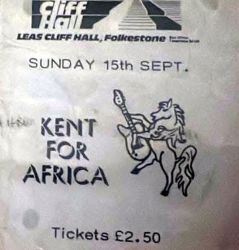 Cliff
Hall
LEAS CLIFF HALL, Folkestone
SUNDAY 15th SEPT.
KENT
FOR
AFRICA
Tickets £2.50